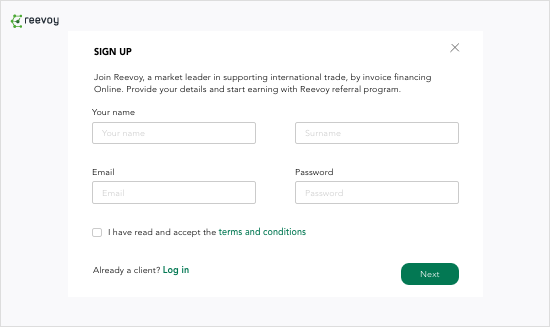 reevoy
SIGN UP
Join Reevoy, a market leader in supporting international trade, by invoice financing
Online. Provide your details and start earning with Reevoy referral program.
Your name
Your name
Surname
Email
Password
Email
Password
I have read and accept the terms and conditions
Already a client? Log in
Next